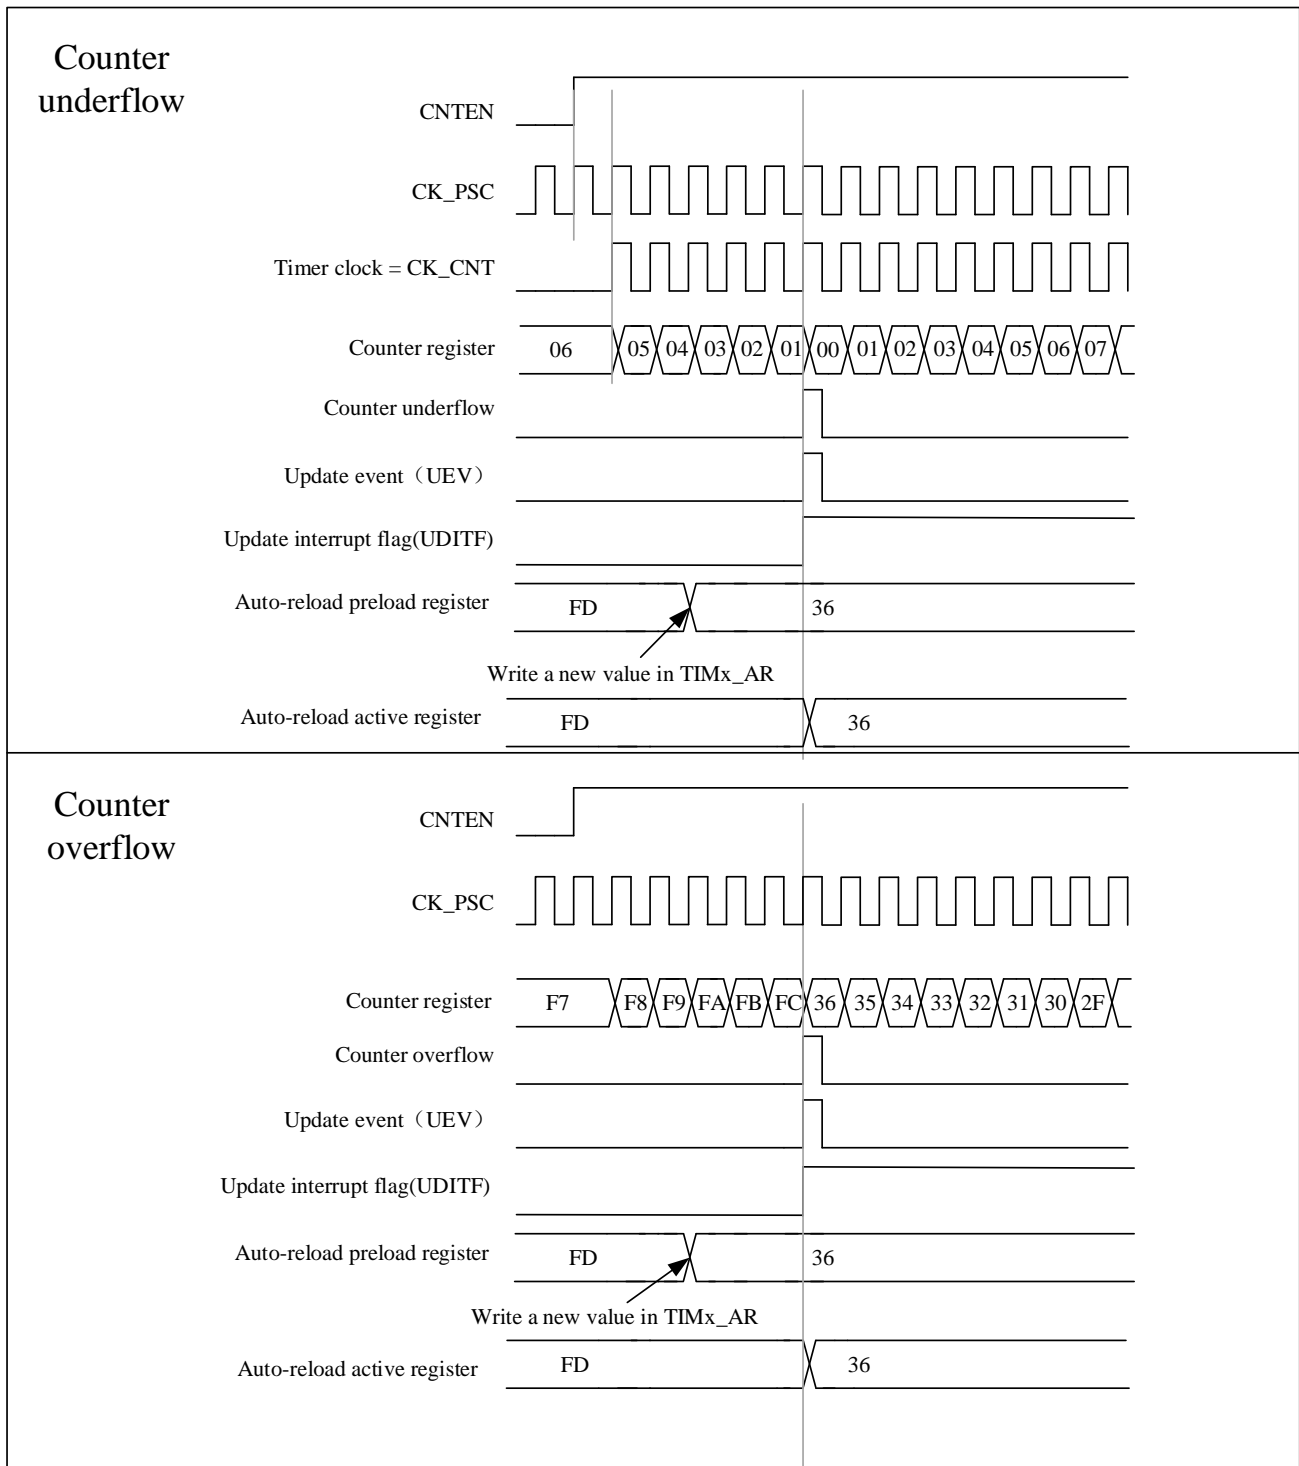 Counter
underflow
CNTEN
CK_PSC
Timer clock = CK_CNT
Counter register 06 05 04 03 02 01 00 01 02 03 04 05 06 07
Counter underflow
Update event（UEV）
Update interrupt flag(UDITF)
Auto-reload preload register FD 36
Write a new value in TIMx_AR
Auto-reload active register FD 36
Counter
overflow
CNTEN
CK_PSC
Counter register F7 F8 F9 FA FB FC 36 35 34 33 32 31 30 2F
Counter overflow
Update event（UEV）
Update interrupt flag(UDITF)
Auto-reload preload register FD 36
Write a new value in TIMx_AR
Auto-reload active register FD 36